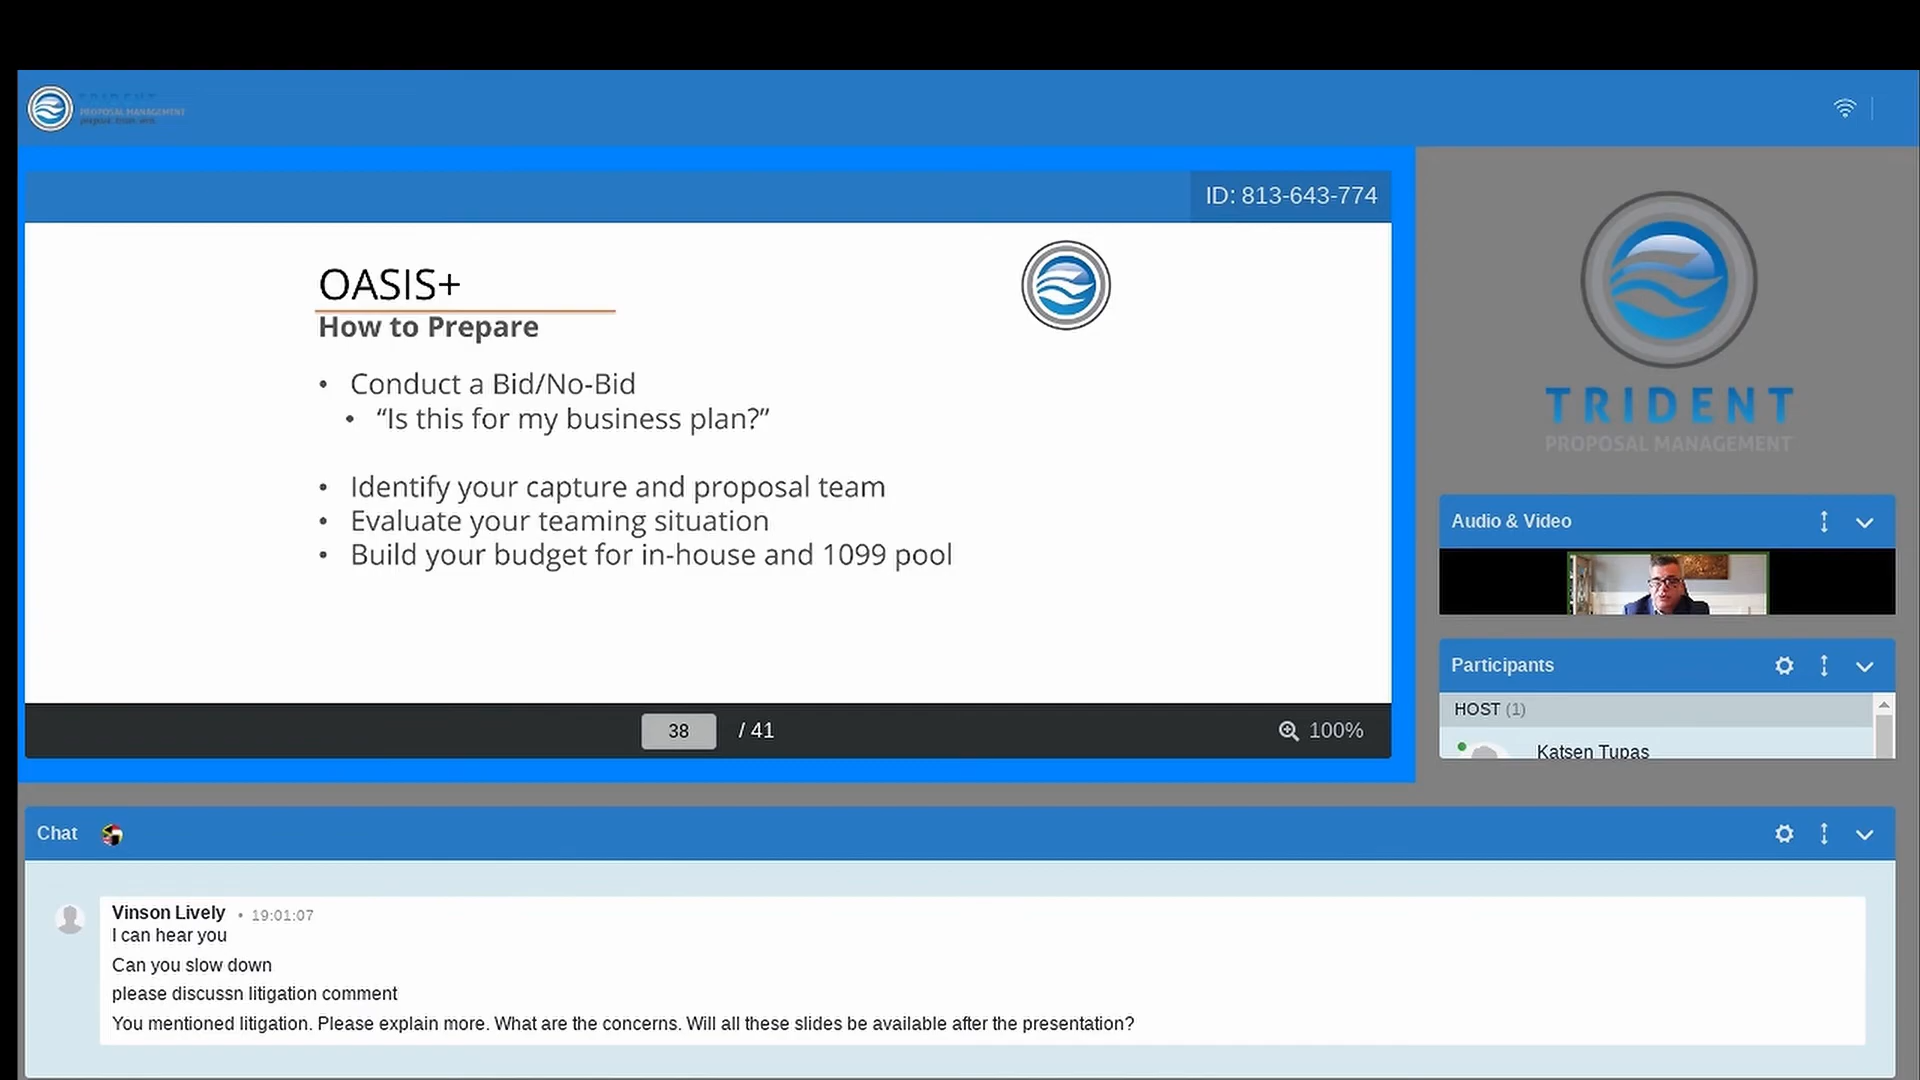 TRIDENT
PROPOSAL MANAGEMENT
ID: 813-643-774
OASIS+
How to Prepare
• Conduct a Bid/No-Bid
• “Is this for my business plan?”
• Identify your capture and proposal team
• Evaluate your teaming situation
• Build your budget for in-house and 1099 pool
38 / 41
100%
TRIDENT
PROPOSAL MANAGEMENT
Audio & Video
Participants
HOST (1)
Katsen Tupas
Chat
Vinson Lively • 19:01:07
I can hear you
Can you slow down
please discussn litigation comment
You mentioned litigation. Please explain more. What are the concerns. Will all these slides be available after the presentation?